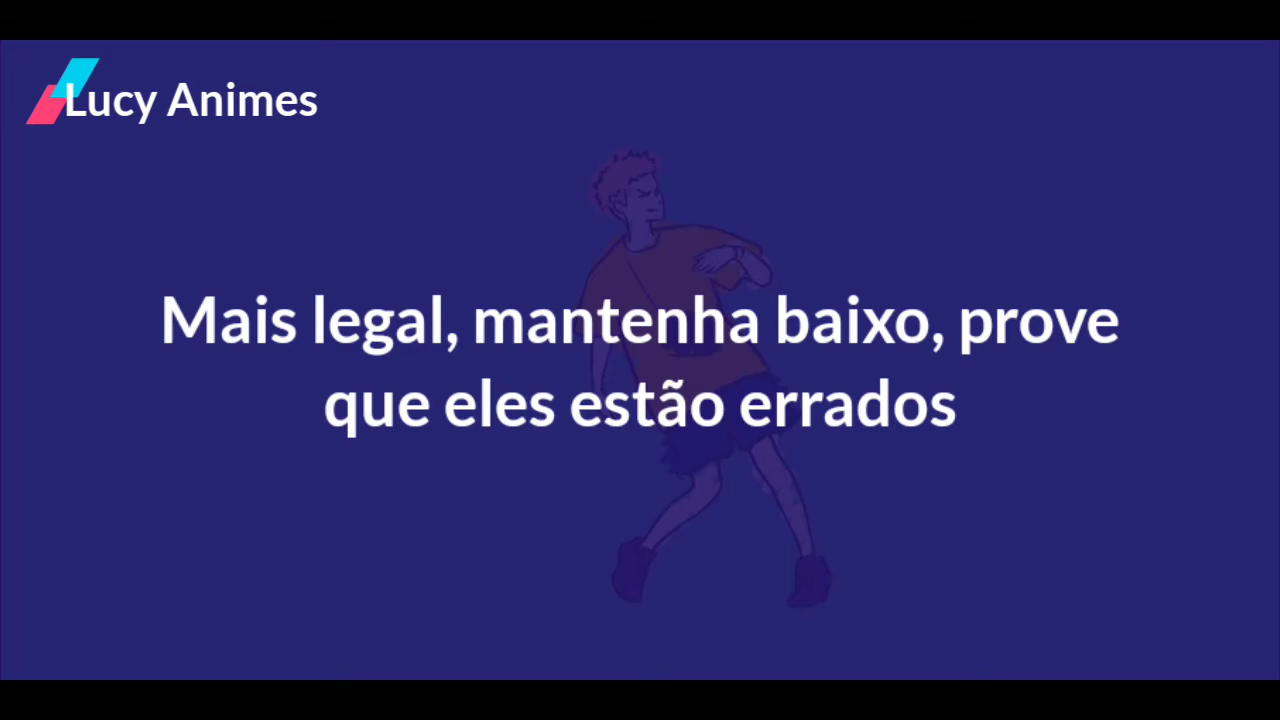 Lucy Animes
Mais legal, mantenha baixo, prove
que eles estão errados